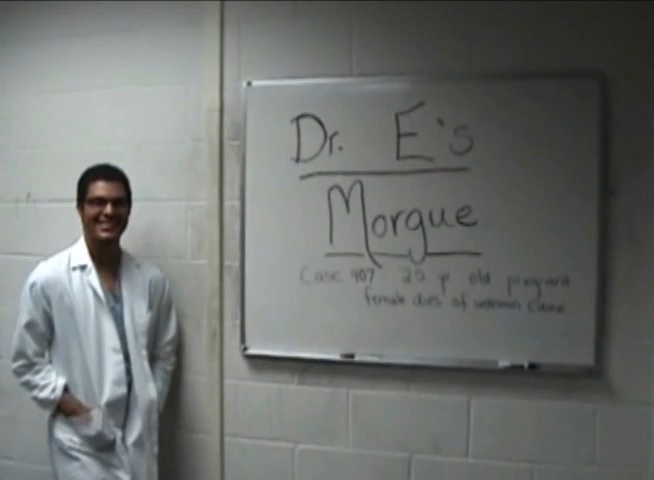 Dr. E's
Morgue
Case 407 25 y old pregnant
female dies of unknown cause